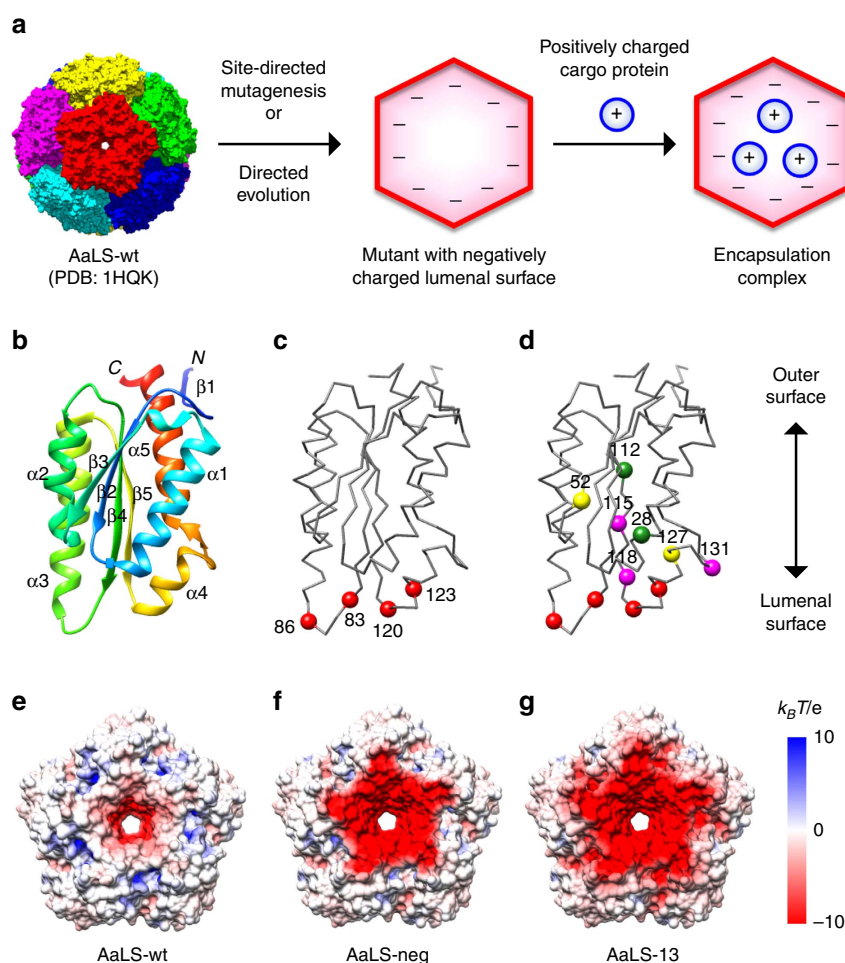 a
Site-directed
mutagenesis
or
Directed
evolution
Positively charged
cargo protein
+
+
+ +
− − − − − − − − − −
− − − − − − − − − −
AaLS-wt
(PDB: 1HQK)
Mutant with negatively
charged lumenal surface
Encapsulation
complex
b
C
N
β1
α5
α2
β3
α1
β2
β5
β4
α3
α4
c
86
83
120
123
d
112
52
115
28
127
118
131
Outer
surface
Lumenal
surface
e
f
g
kBT/e
10
0
−10
AaLS-wt
AaLS-neg
AaLS-13